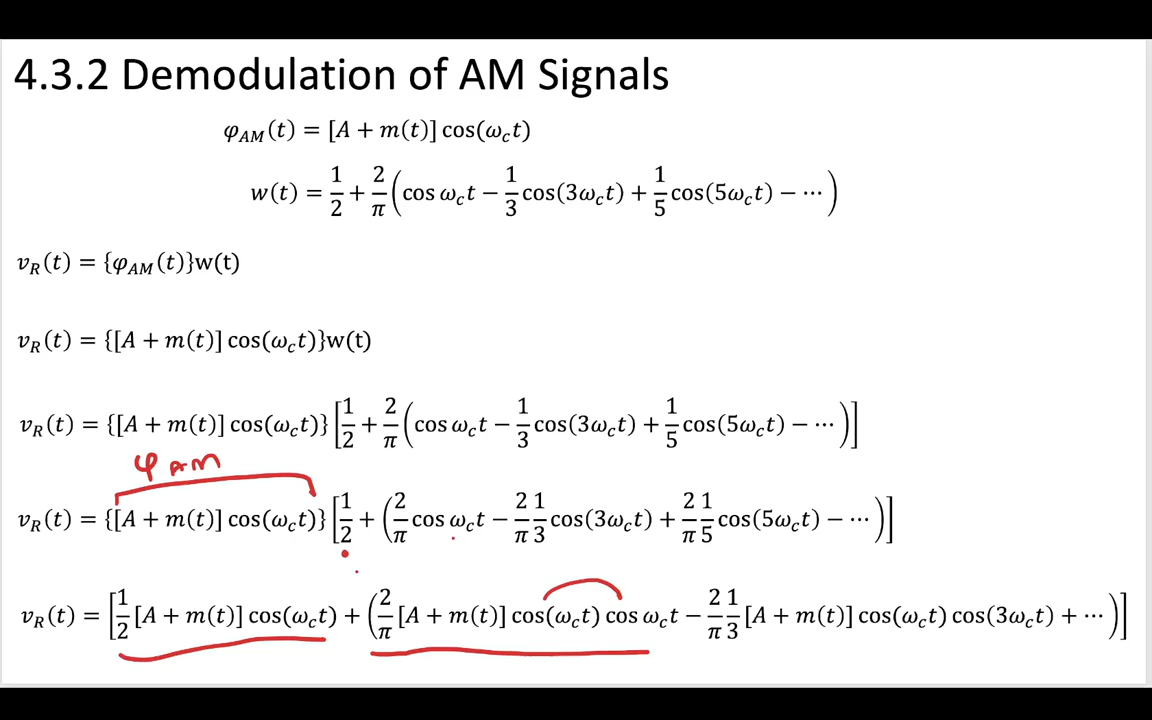 4.3.2 Demodulation of AM Signals
φ_AM(t) = [A + m(t)] cos(ω_c t)
w(t) = 1/2 + 2/π (cos ω_c t − 1/3 cos(3ω_c t) + 1/5 cos(5ω_c t) − ⋯)
v_R(t) = {φ_AM(t)}w(t)
v_R(t) = {[A + m(t)] cos(ω_c t)}w(t)
v_R(t) = {[A + m(t)] cos(ω_c t)} [1/2 + 2/π (cos ω_c t − 1/3 cos(3ω_c t) + 1/5 cos(5ω_c t) − ⋯)]
φ AM
v_R(t) = {[A + m(t)] cos(ω_c t)} [1/2 + (2/π cos ω_c t − 2/π 1/3 cos(3ω_c t) + 2/π 1/5 cos(5ω_c t) − ⋯)]
v_R(t) = [1/2 [A + m(t)] cos(ω_c t) + (2/π [A + m(t)] cos(ω_c t) cos ω_c t − 2/π 1/3 [A + m(t)] cos(ω_c t) cos(3ω_c t) + ⋯)]